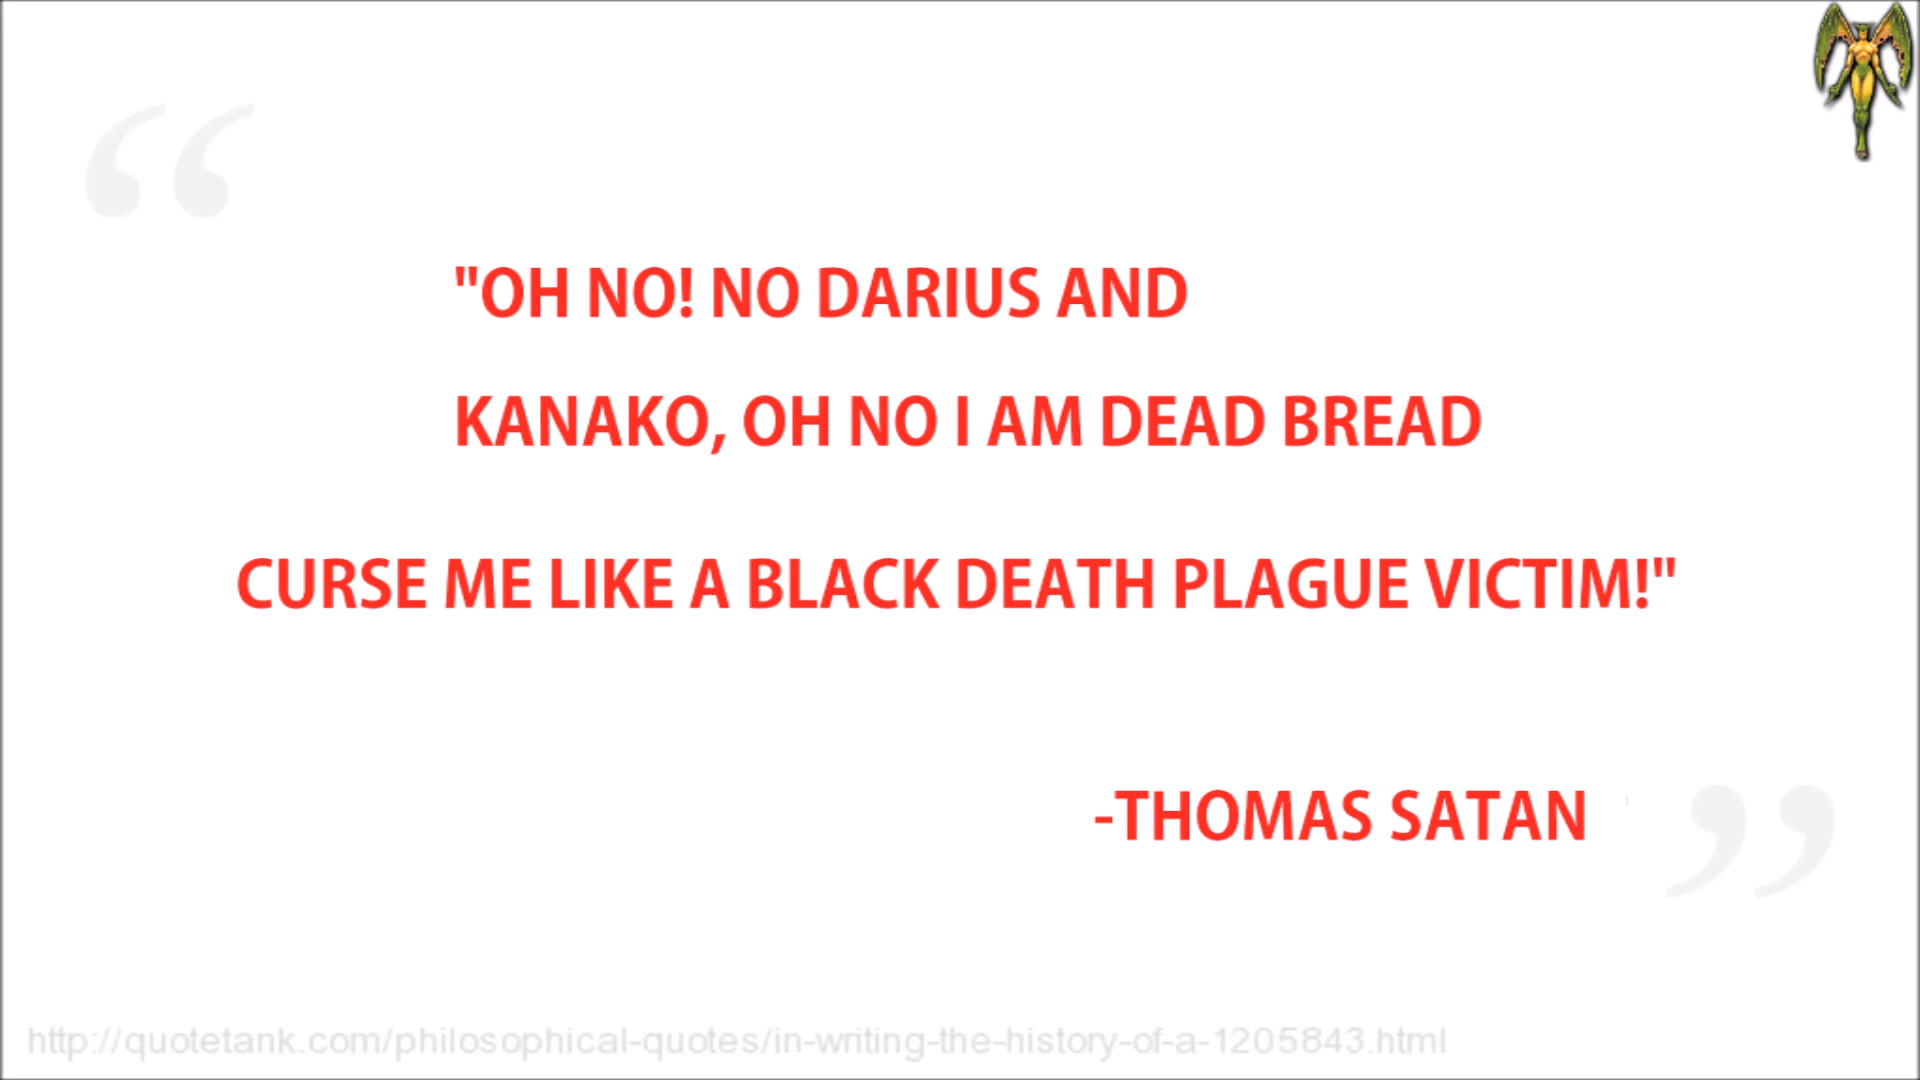 "OH NO! NO DARIUS AND
KANAKO, OH NO I AM DEAD BREAD
CURSE ME LIKE A BLACK DEATH PLAGUE VICTIM!"
-THOMAS SATAN
http://quotetank.com/philosophical-quotes/in-writing-the-history-of-a-1205843.html